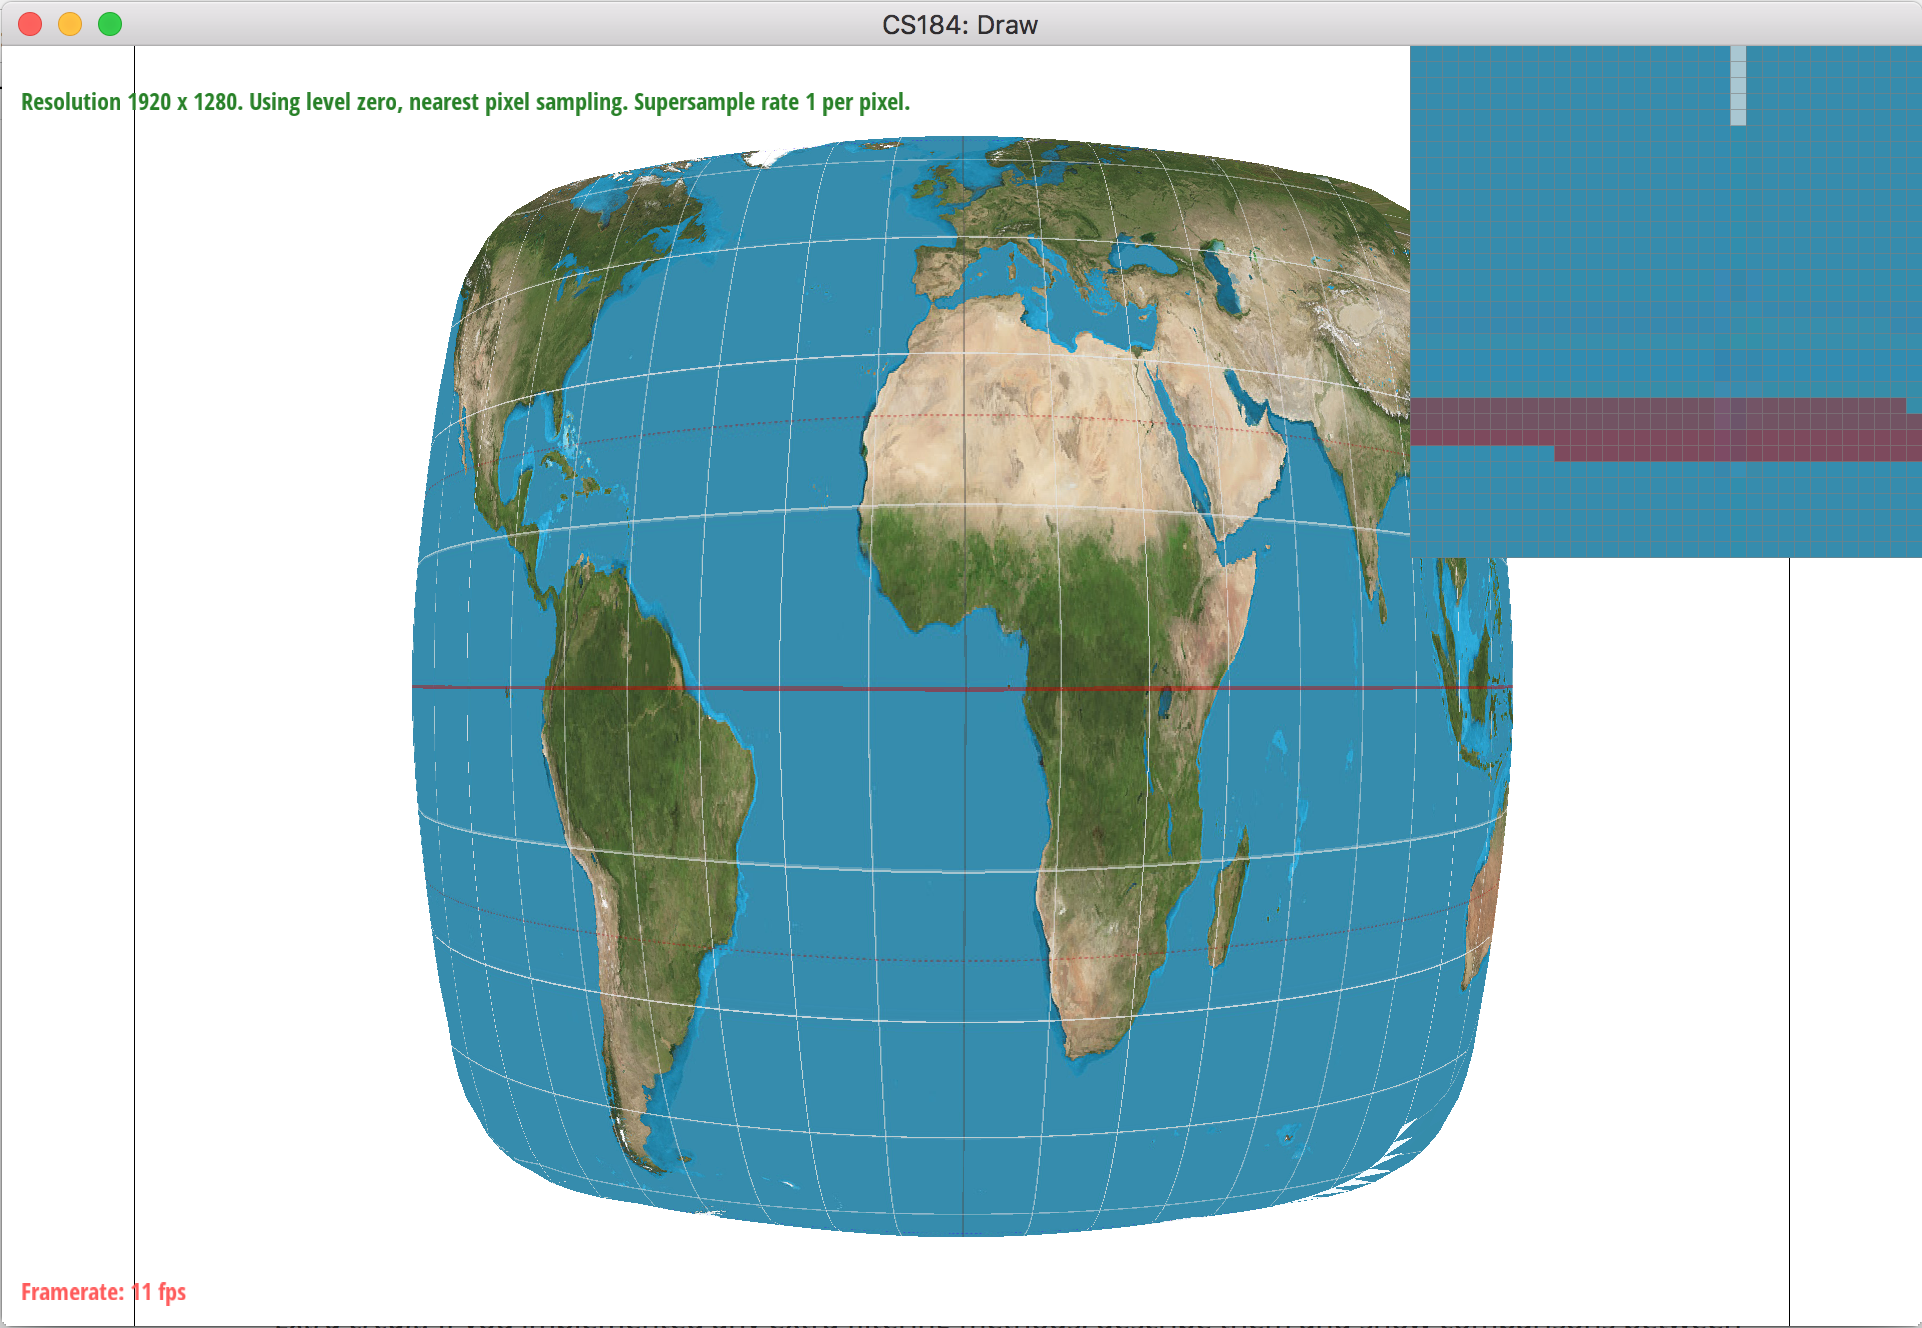 CS184: Draw
Resolution 1920 x 1280. Using level zero, nearest pixel sampling. Supersample rate 1 per pixel.
Framerate: 11 fps